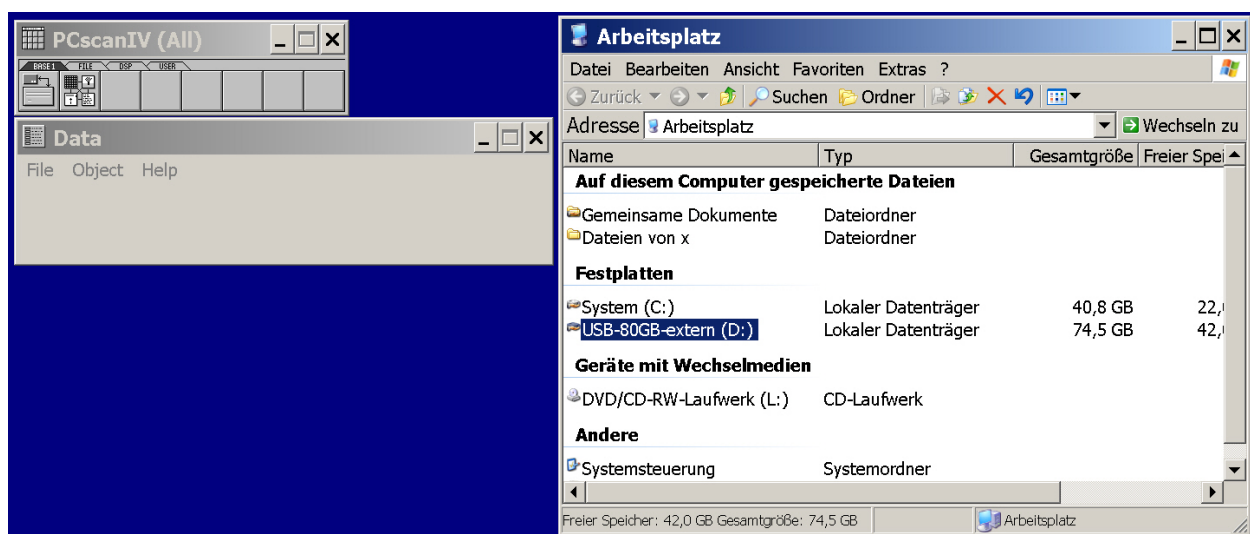 PCscanIV (All)
BASE1 FILE DSP USER
Data
File Object Help
Arbeitsplatz
Datei Bearbeiten Ansicht Favoriten Extras ?
Zurück Suchen Ordner
Adresse Arbeitsplatz Wechseln zu
Name Typ Gesamtgröße Freier Spei
Auf diesem Computer gespeicherte Dateien
Gemeinsame Dokumente Dateiordner
Dateien von x Dateiordner
Festplatten
System (C:) Lokaler Datenträger 40,8 GB 22,
USB-80GB-extern (D:) Lokaler Datenträger 74,5 GB 42,
Geräte mit Wechselmedien
DVD/CD-RW-Laufwerk (L:) CD-Laufwerk
Andere
Systemsteuerung Systemordner
Freier Speicher: 42,0 GB Gesamtgröße: 74,5 GB Arbeitsplatz